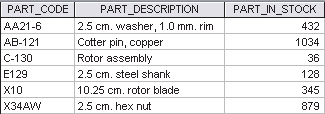 PART_CODE PART_DESCRIPTION PART_IN_STOCK
AA21-6 2.5 cm. washer, 1.0 mm. rim 432
AB-121 Cotter pin, copper 1034
C-130 Rotor assembly 36
E129 2.5 cm. steel shank 128
X10 10.25 cm. rotor blade 345
X34AW 2.5 cm. hex nut 879